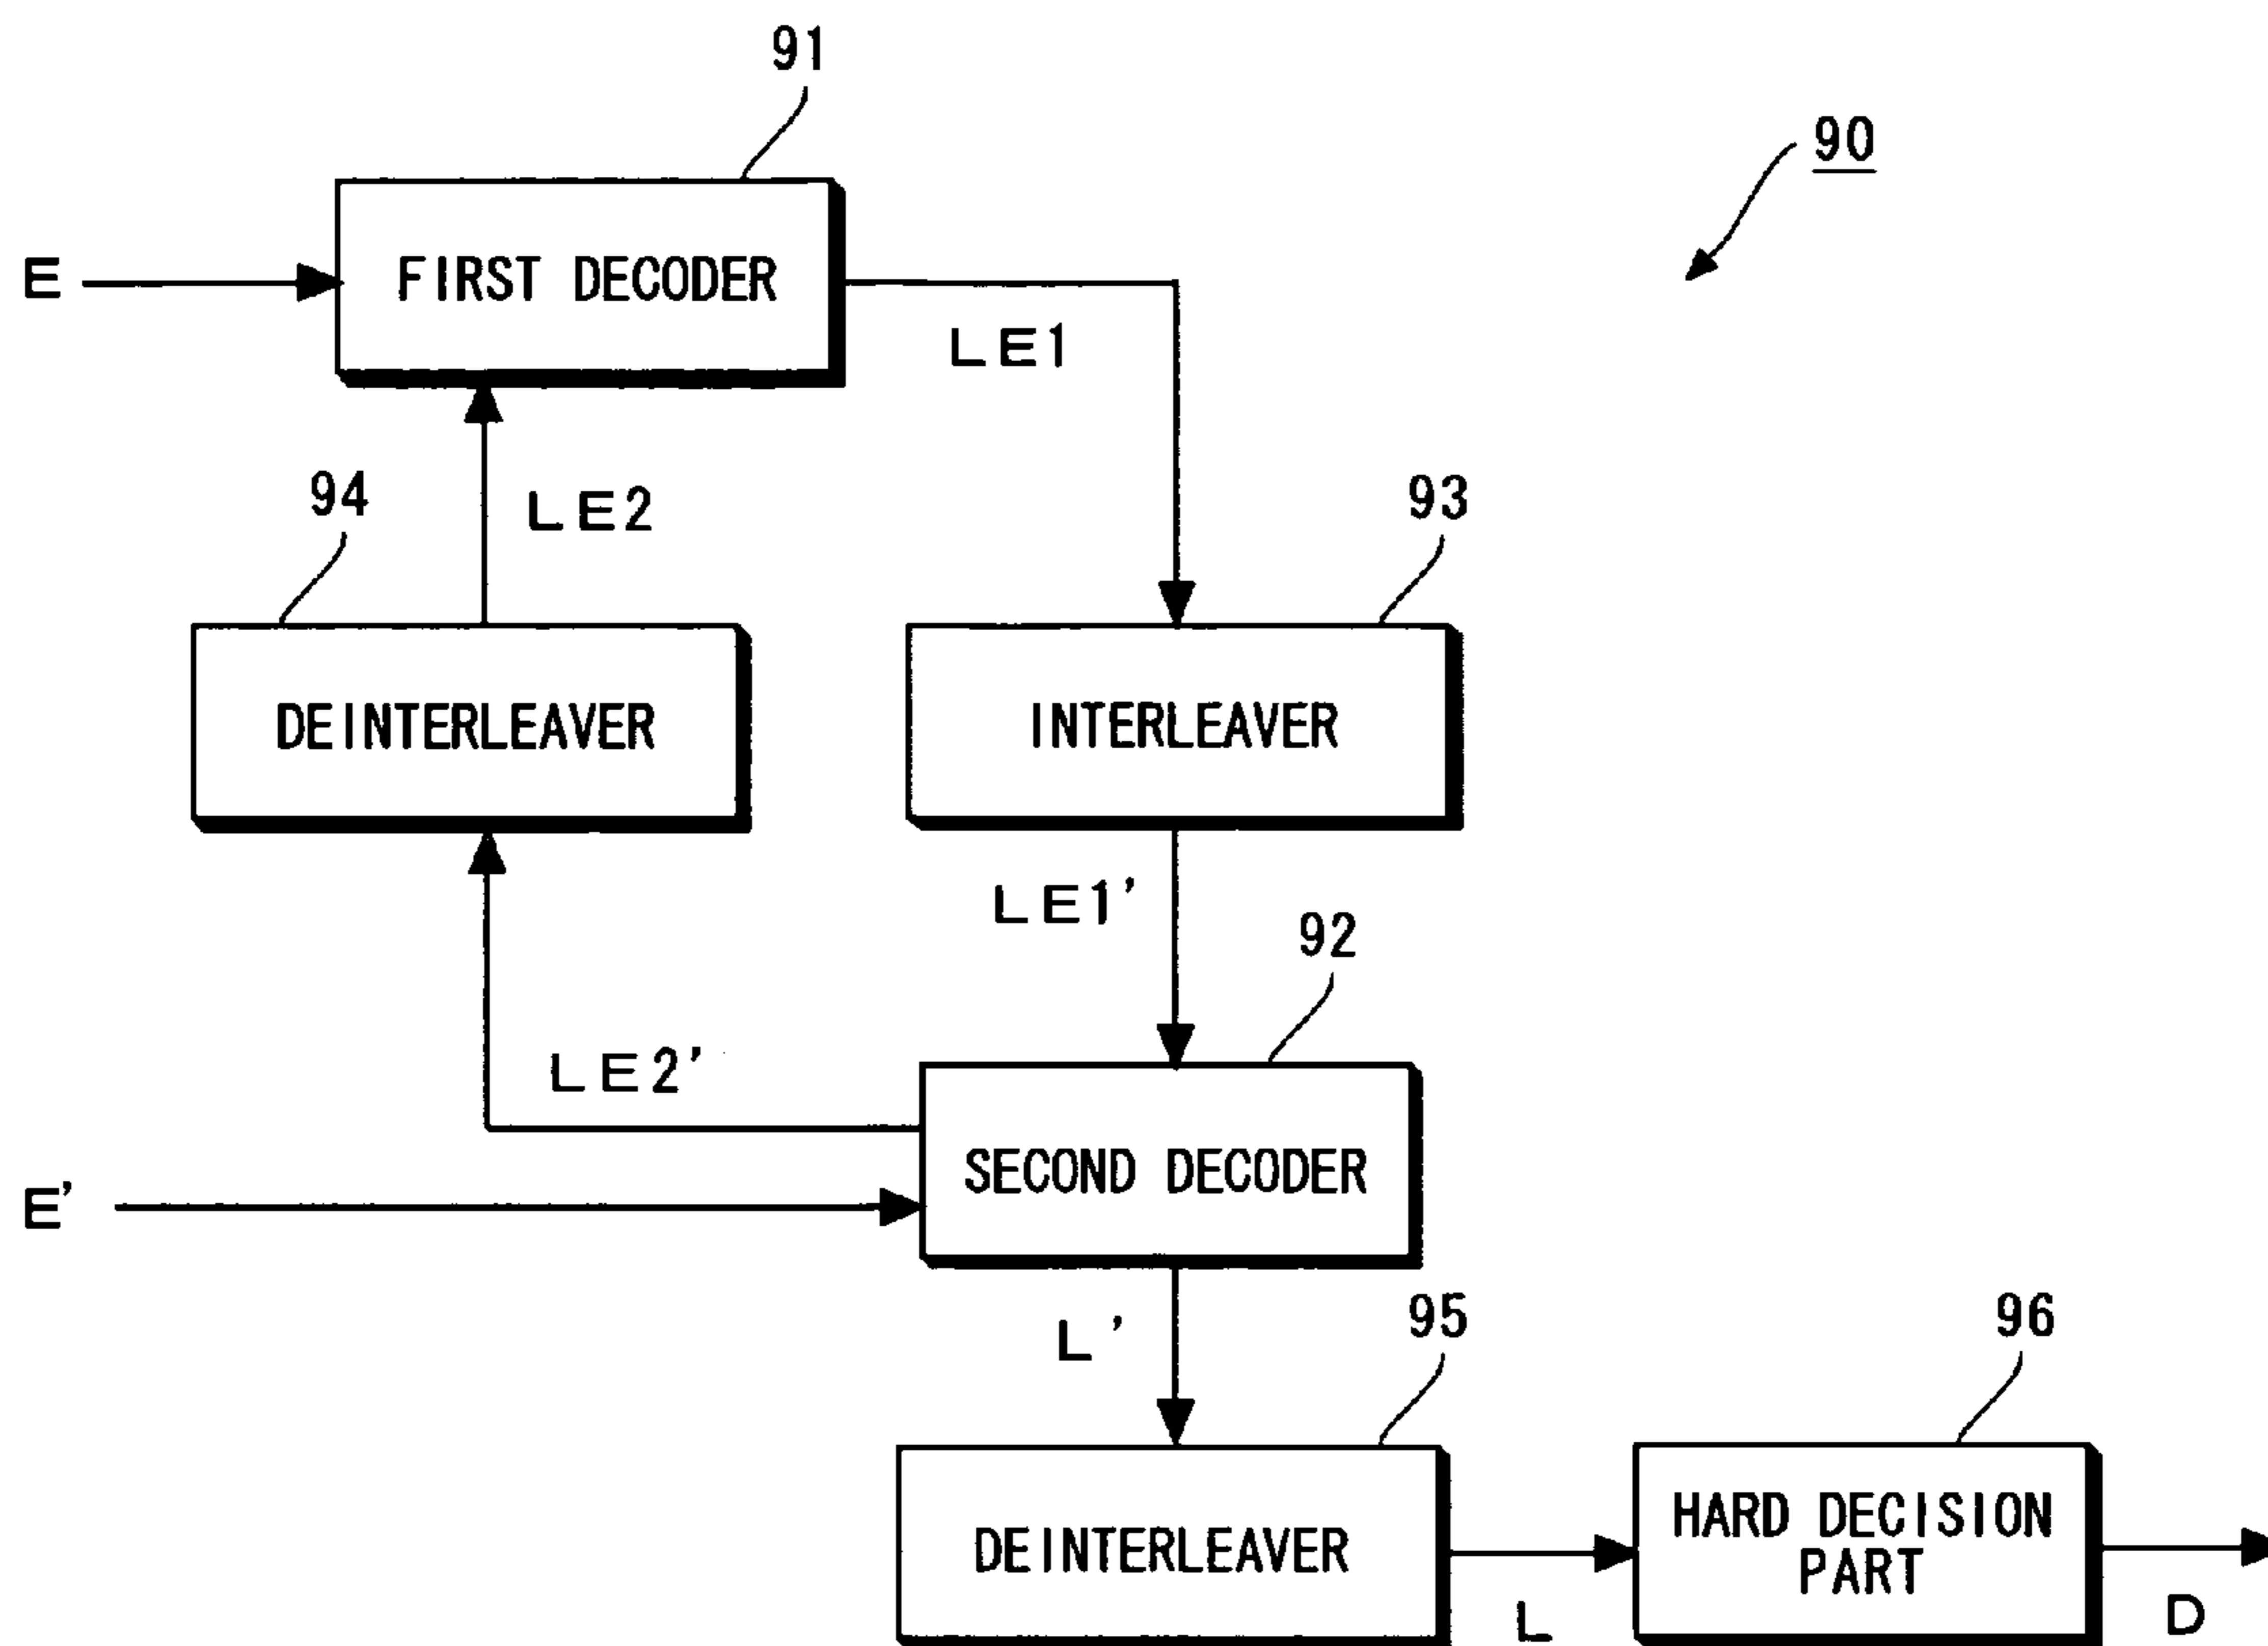 91
90
E
FIRST DECODER
LE1
94
LE2
93
DEINTERLEAVER
INTERLEAVER
LE1'
92
LE2'
SECOND DECODER
E'
L'
95
96
DEINTERLEAVER
HARD DECISION
PART
L
D